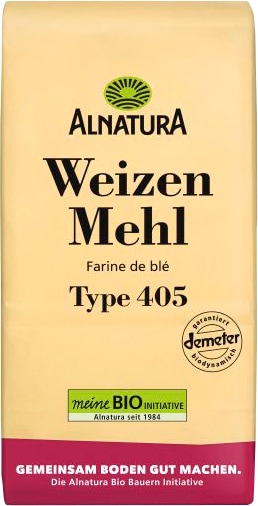 ALNATURA
Weizen
Mehl
Farine de blé
Type 405
garantiert
demeter
biodynamisch
meine BIO INITIATIVE
Alnatura seit 1984
GEMEINSAM BODEN GUT MACHEN.
Die Alnatura Bio Bauern Initiative